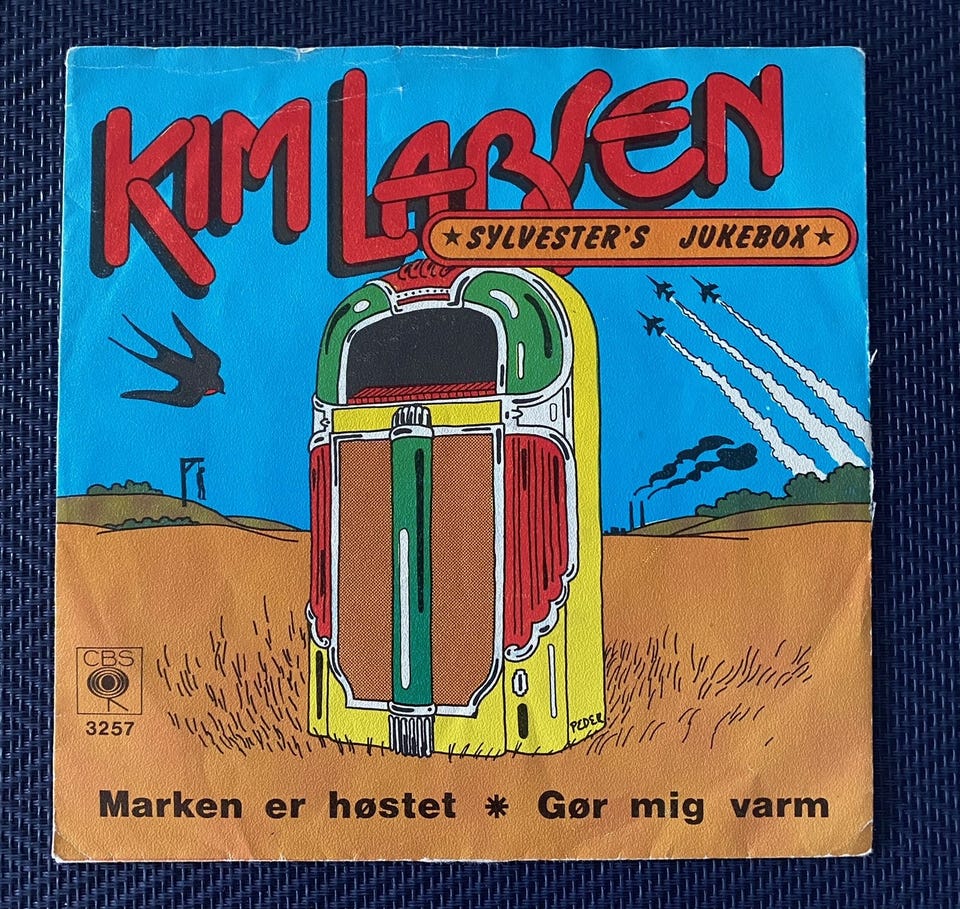 KIM LARSEN
★SYLVESTER'S JUKEBOX★
PEDER
CBS
3257
Marken er høstet ✷ Gør mig varm